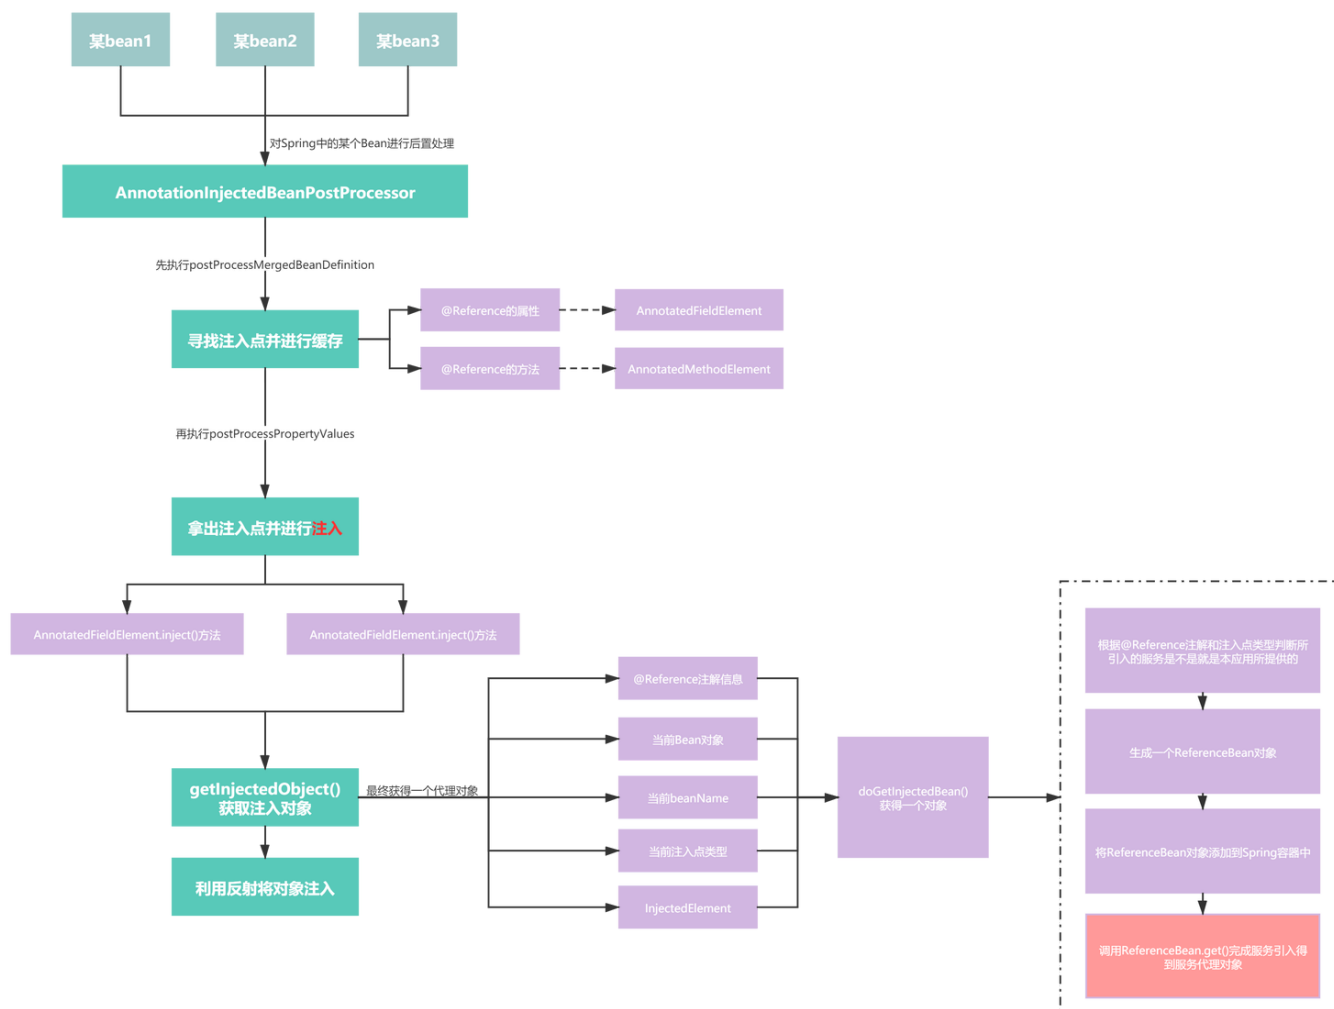 某bean1
某bean2
某bean3
对Spring中的某个Bean进行后置处理
AnnotationInjectedBeanPostProcessor
先执行postProcessMergedBeanDefinition
寻找注入点并进行缓存
@Reference的属性
AnnotatedFieldElement
@Reference的方法
AnnotatedMethodElement
再执行postProcessPropertyValues
拿出注入点并进行注入
AnnotatedFieldElement.inject()方法
AnnotatedFieldElement.inject()方法
getInjectedObject()
获取注入对象
最终获得一个代理对象
利用反射将对象注入
@Reference注解信息
当前Bean对象
当前beanName
当前注入点类型
InjectedElement
doGetInjectedBean()
获得一个对象
根据@Reference注解和注入点类型判断所
引入的服务是不是就是本应用所提供的
生成一个ReferenceBean对象
将ReferenceBean对象添加到Spring容器中
调用ReferenceBean.get()完成服务引入得
到服务代理对象